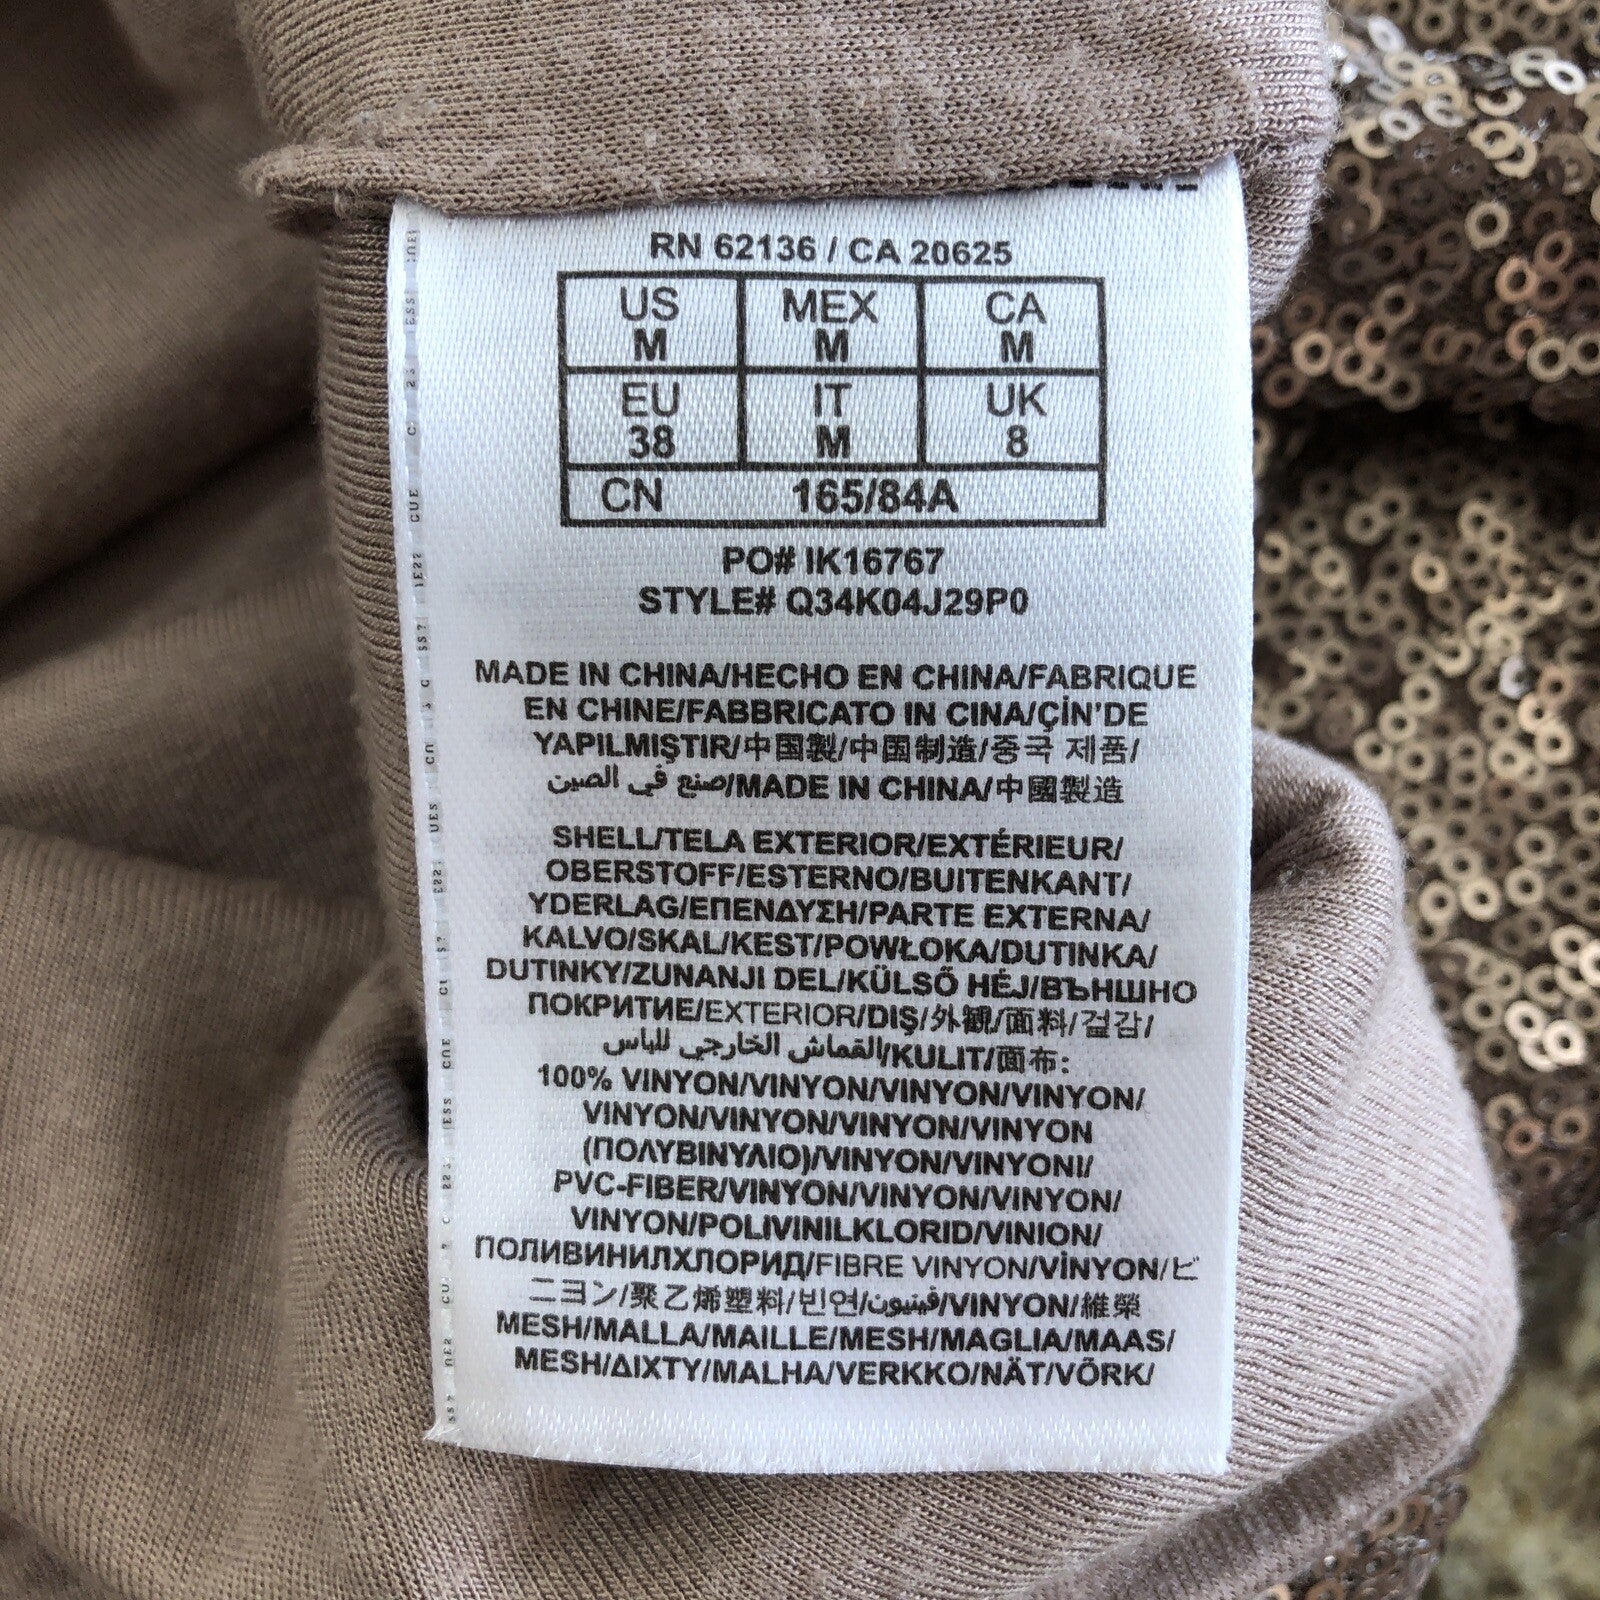 RN 62136 / CA 20625
US MEX CA
M M M
EU IT UK
38 M 8
CN 165/84A
PO# IK16767
STYLE# Q34K04J29P0
MADE IN CHINA/HECHO EN CHINA/FABRIQUE
EN CHINE/FABBRICATO IN CINA/ÇİN'DE
YAPILMIŞTIR/中国製/中国制造/중국 제품/
صنع في الصين/MADE IN CHINA/中國製造
SHELL/TELA EXTERIOR/EXTÉRIEUR/
OBERSTOFF/ESTERNO/BUITENKANT/
YDERLAG/ΕΠΕΝΔΥΣΗ/PARTE EXTERNA/
KALVO/SKAL/KEST/POWŁOKA/DUTINKA/
DUTINKY/ZUNANJI DEL/KÜLSŐ HÉJ/ВЪНШНО
ПОКРИТИЕ/EXTERIOR/DIŞ/外観/面料/겉감/
القماش الخارجي للباس/KULIT/面布:
100% VINYON/VINYON/VINYON/VINYON/
VINYON/VINYON/VINYON/VINYON
(ΠΟΛΥΒΙΝΥΛΙΟ)/VINYON/VINYONI/
PVC-FIBER/VINYON/VINYON/VINYON/
VINYON/POLIVINILKLORID/VINION/
ПОЛИВИНИЛХЛОРИД/FIBRE VINYON/VİNYON/ビ
ニヨン/聚乙烯塑料/빈연/فينيون/VINYON/維榮
MESH/MALLA/MAILLE/MESH/MAGLIA/MAAS/
MESH/ΔΙΧΤΥ/MALHA/VERKKO/NÄT/VÕRK/